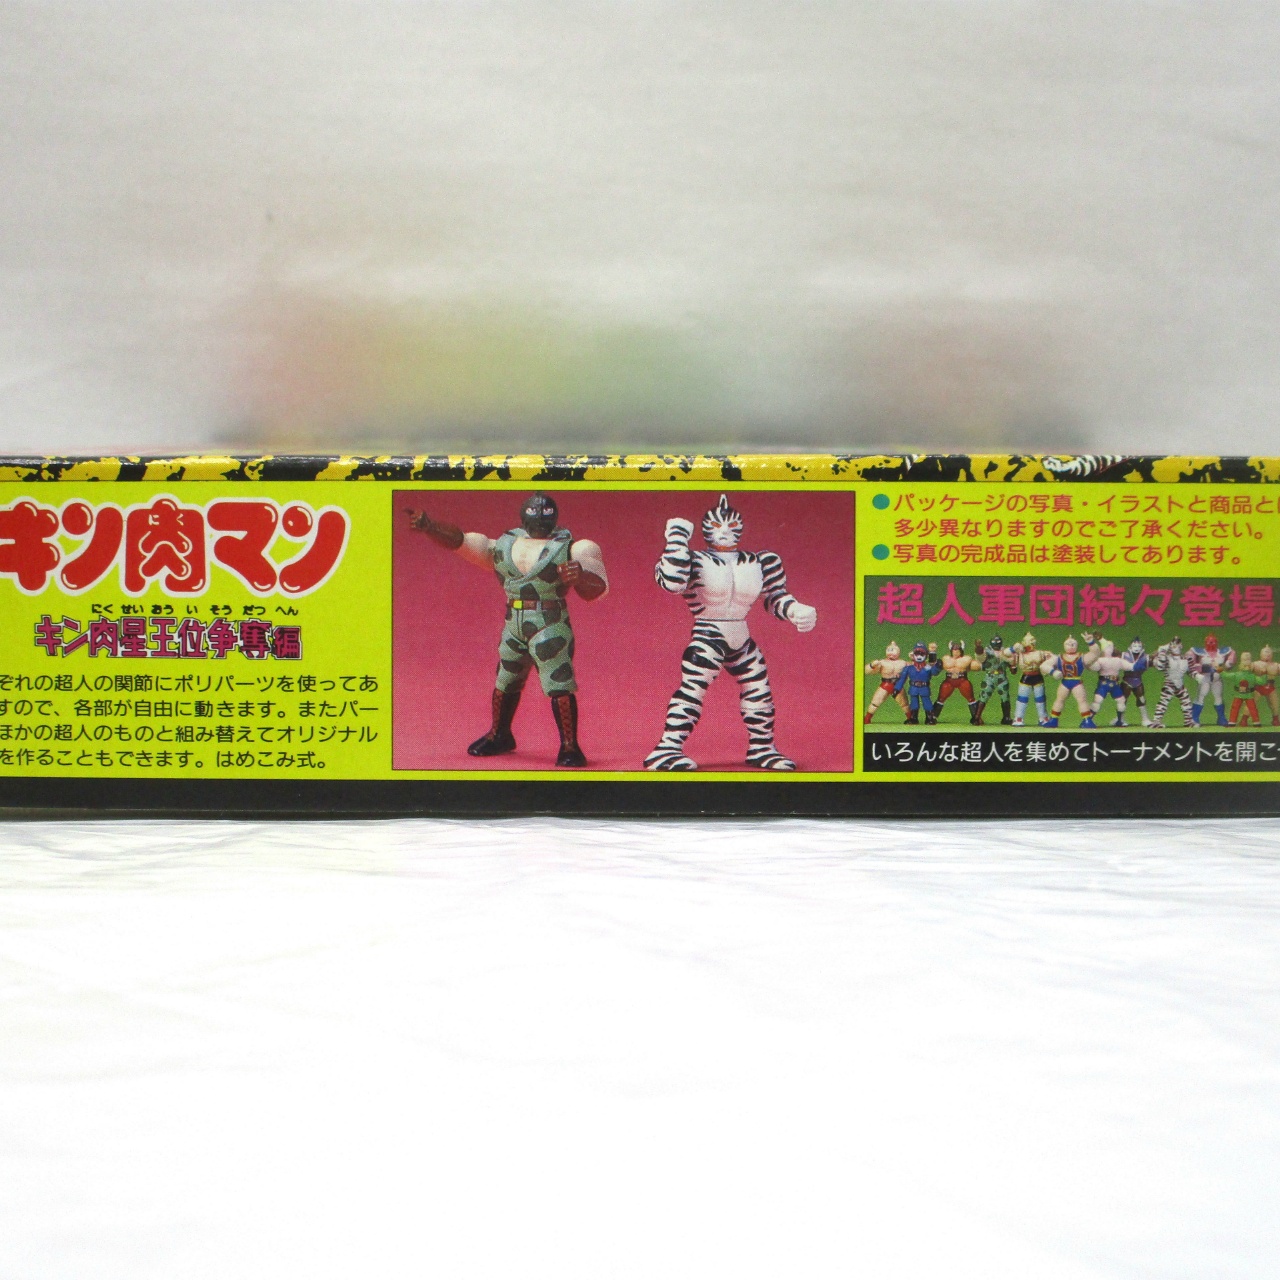 キン肉マン
にくせいおういそうだつへん
キン肉星王位争奪編
ぞれの超人の関節にポリパーツを使ってあ
すので、各部が自由に動きます。またパー
ほかの超人のものと組み替えてオリジナル
を作ることもできます。はめこみ式。
●パッケージの写真・イラストと商品とは
多少異なりますのでご了承ください。
●写真の完成品は塗装してあります。
超人軍団続々登場
いろんな超人を集めてトーナメントを開こ